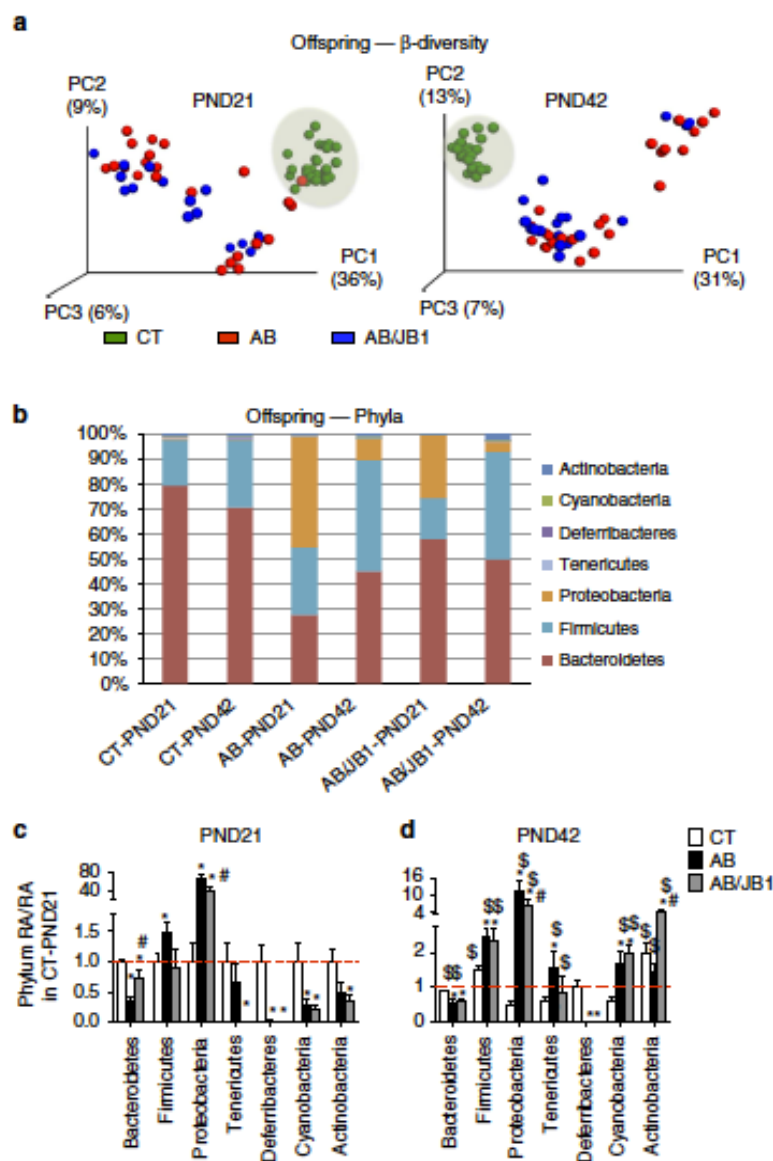 a
Offspring — β-diversity
PC2
(9%)
PND21
PC1
(36%)
PC3 (6%)
PC2
(13%)
PND42
PC1
(31%)
PC3 (7%)
CT
AB
AB/JB1
b
Offspring — Phyla
100%
90%
80%
70%
60%
50%
40%
30%
20%
10%
0%
Actinobacteria
Cyanobacteria
Deferribacteres
Tenericutes
Proteobacteria
Firmicutes
Bacteroidetes
CT-PND21
CT-PND42
AB-PND21
AB-PND42
AB/JB1-PND21
AB/JB1-PND42
c
PND21
Phylum RA/RA
in CT-PND21
80
40
1.5
1.0
0.5
0.0
#
*
*
*
*
* #
*
* *
* *
*
Bacteroidetes
Firmicutes
Proteobacteria
Tenericutes
Deferribacteres
Cyanobacteria
Actinobacteria
d
PND42
16
10
4
2
1
0
$$
* *
$
$$
**
$
*
$
* #
$
*
$
**
$$
**
$
$
$
* #
Bacteroidetes
Firmicutes
Proteobacteria
Tenericutes
Deferribacteres
Cyanobacteria
Actinobacteria
CT
AB
AB/JB1